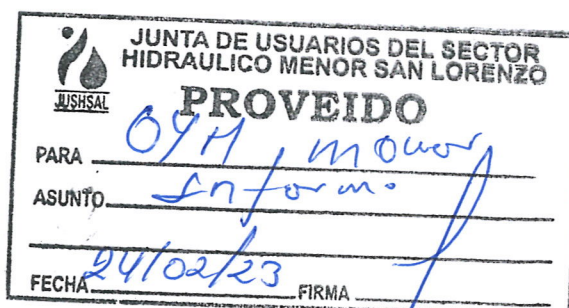 JUNTA DE USUARIOS DEL SECTOR
HIDRAULICO MENOR SAN LORENZO
JUSHSAL
PROVEIDO
PARA OYM,
ASUNTO Informe
FECHA 24/02/23 FIRMA